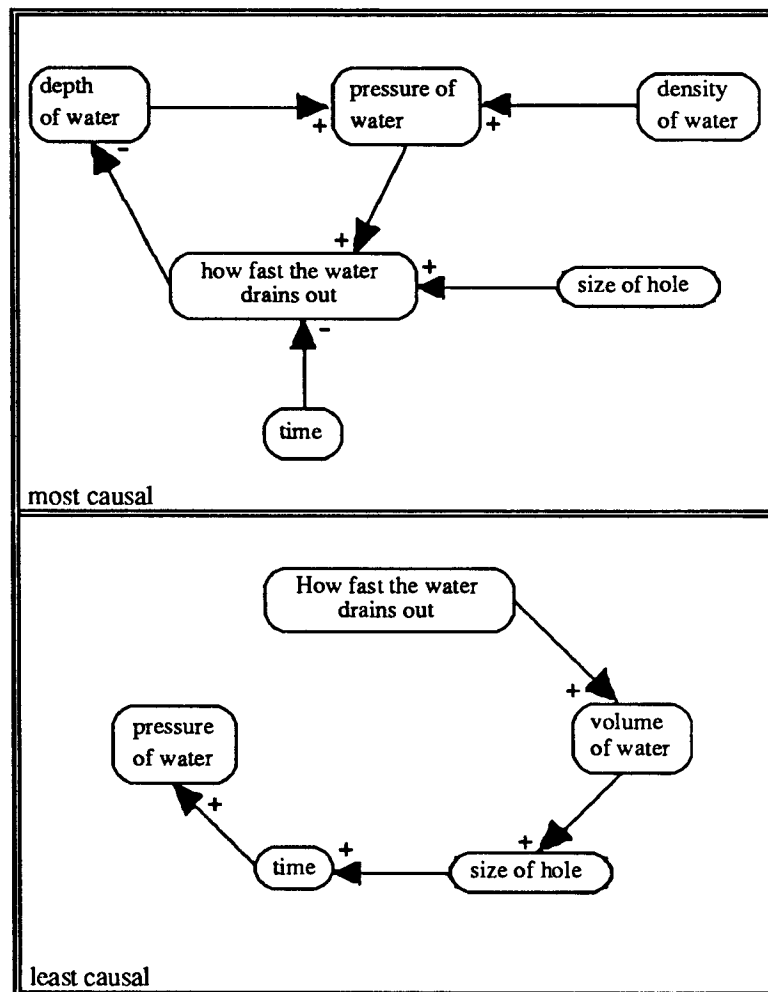 depth
of water
pressure of
water
density
of water
+
+
-
+
how fast the water
drains out
+
size of hole
-
time
most causal
How fast the water
drains out
+
volume
of water
pressure
of water
+
+
size of hole
+
time
least causal